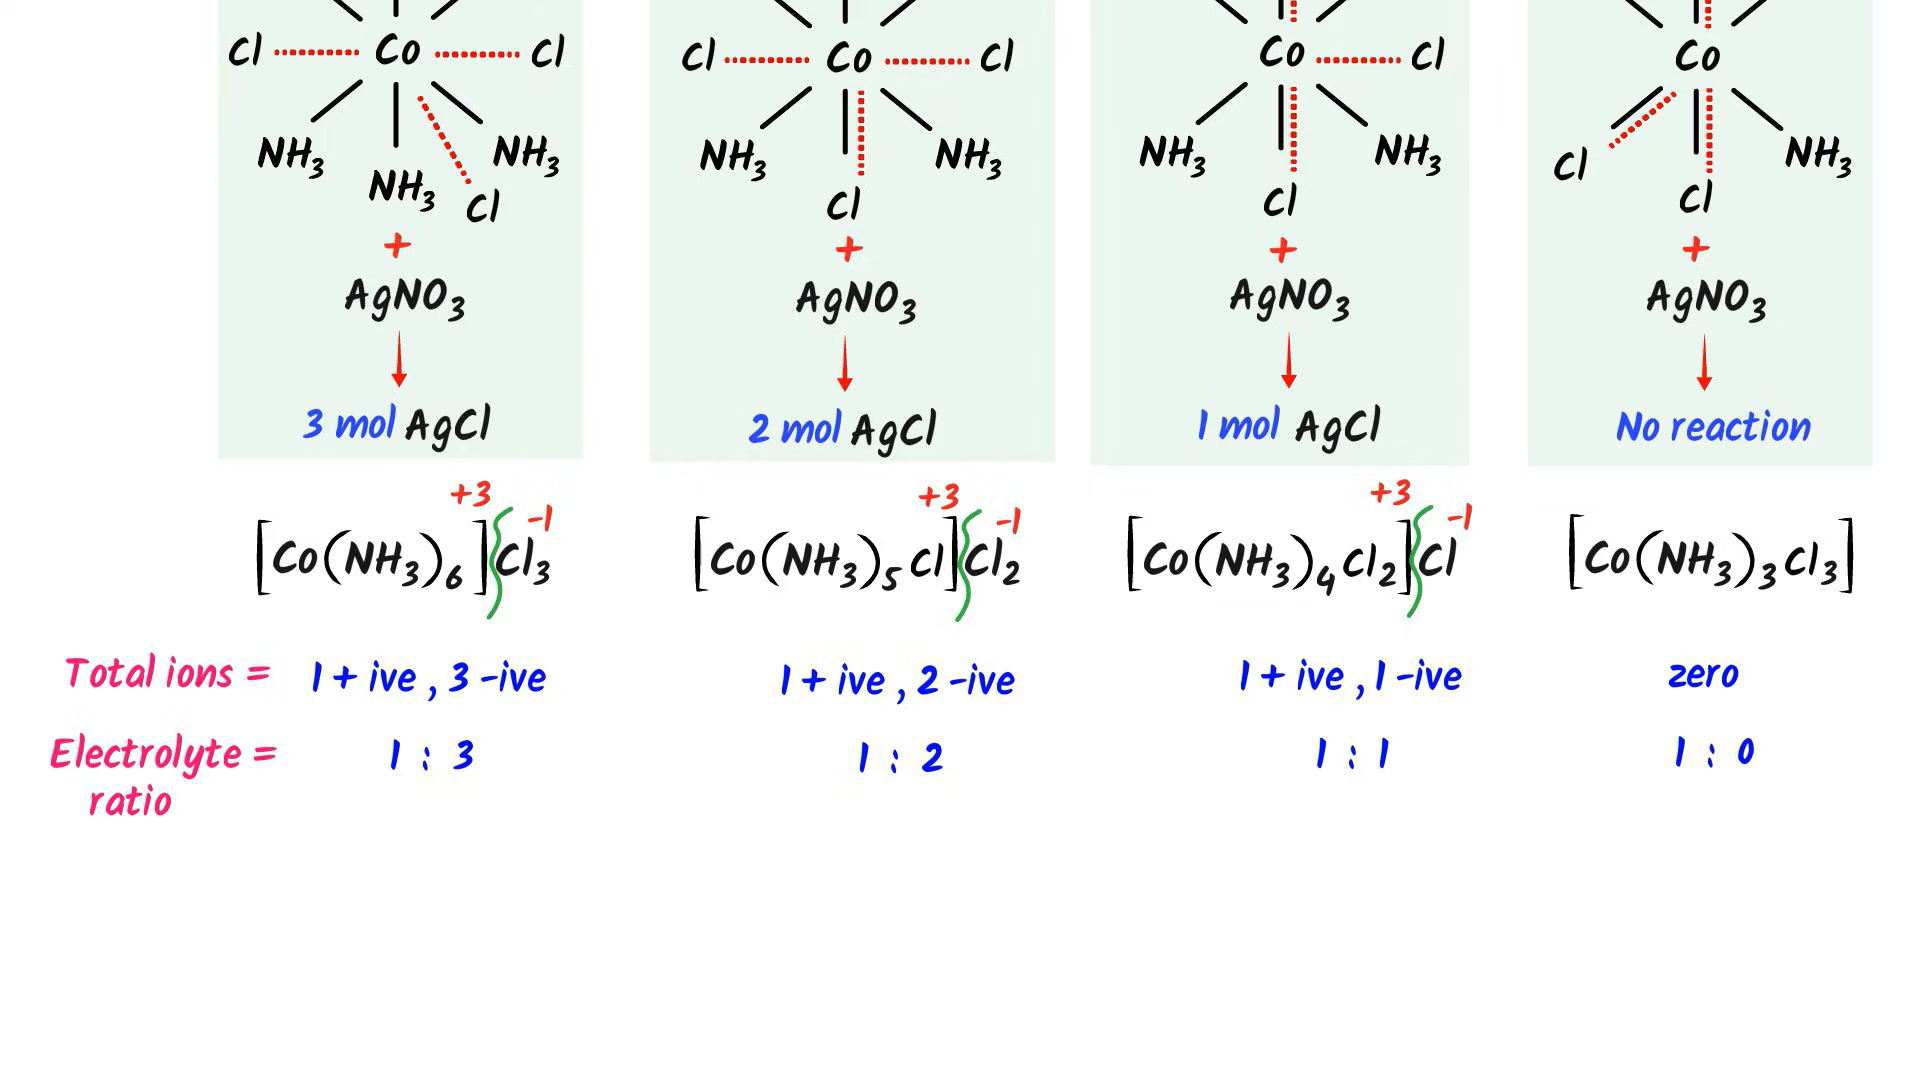 Cl Co Cl
NH₃ NH₃ NH₃ Cl
+
AgNO₃
3 mol AgCl
Cl Co Cl
NH₃ NH₃
Cl
+
AgNO₃
2 mol AgCl
Co Cl
NH₃ NH₃
Cl
+
AgNO₃
1 mol AgCl
Co
Cl NH₃
Cl
+
AgNO₃
No reaction
+3 -1
[Co(NH₃)₆]Cl₃
+3 -1
[Co(NH₃)₅Cl]Cl₂
+3 -1
[Co(NH₃)₄Cl₂]Cl
[Co(NH₃)₃Cl₃]
Total ions = 1 + ive , 3 -ive 1 + ive , 2 -ive 1 + ive , 1 -ive zero
Electrolyte = 1 : 3 1 : 2 1 : 1 1 : 0
ratio